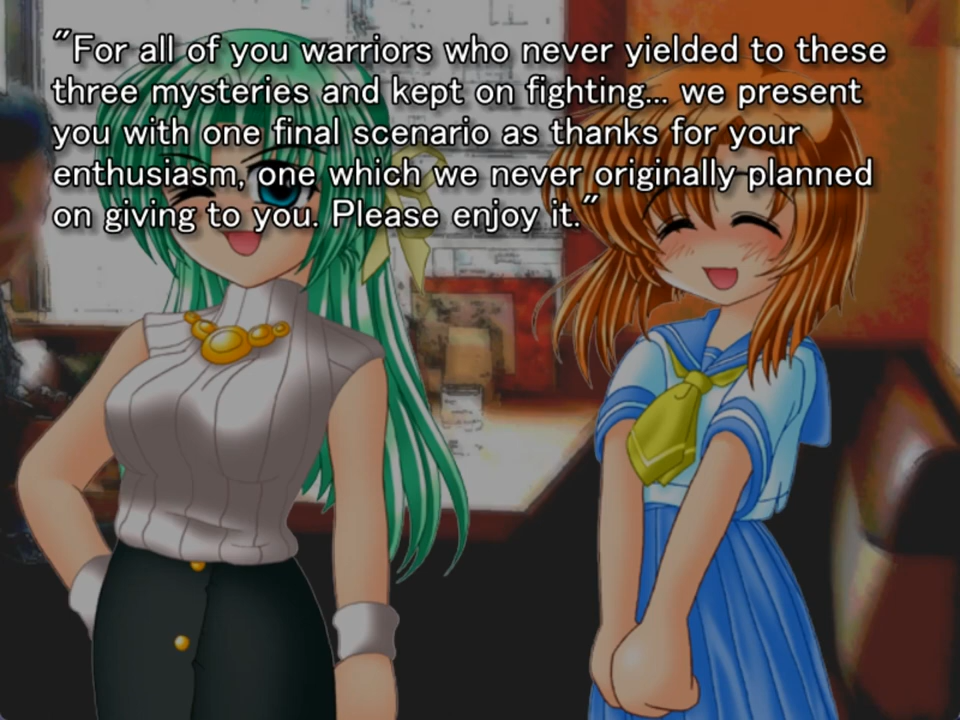 "For all of you warriors who never yielded to these
three mysteries and kept on fighting... we present
you with one final scenario as thanks for your
enthusiasm, one which we never originally planned
on giving to you. Please enjoy it."